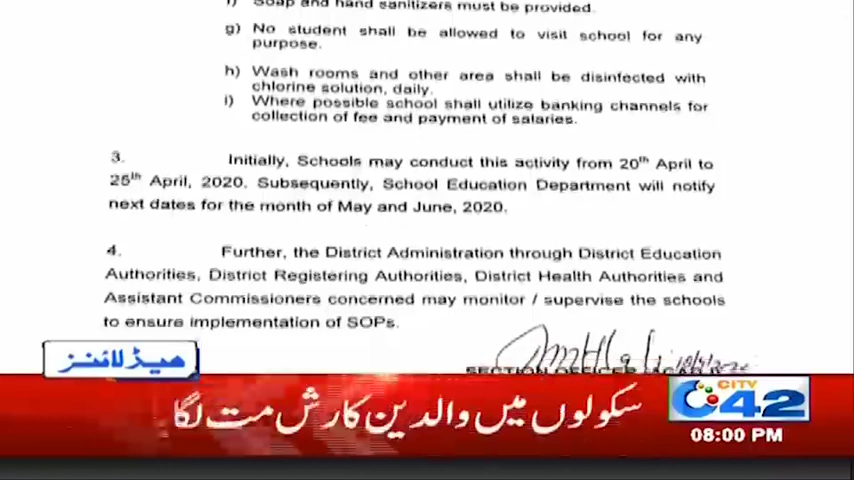 f) Soap and hand sanitizers must be provided.
g) No student shall be allowed to visit school for any
purpose.
h) Wash rooms and other area shall be disinfected with
chlorine solution, daily.
i) Where possible school shall utilize banking channels for
collection of fee and payment of salaries.
3. Initially, Schools may conduct this activity from 20th April to
25th April, 2020. Subsequently, School Education Department will notify
next dates for the month of May and June, 2020.
4. Further, the District Administration through District Education
Authorities, District Registering Authorities, District Health Authorities and
Assistant Commissioners concerned may monitor / supervise the schools
to ensure implementation of SOPs.
SECTION OFFICER
ہیڈلائنز
سکولوں میں والدین کا رش مت لگا
CITY
42
08:00 PM